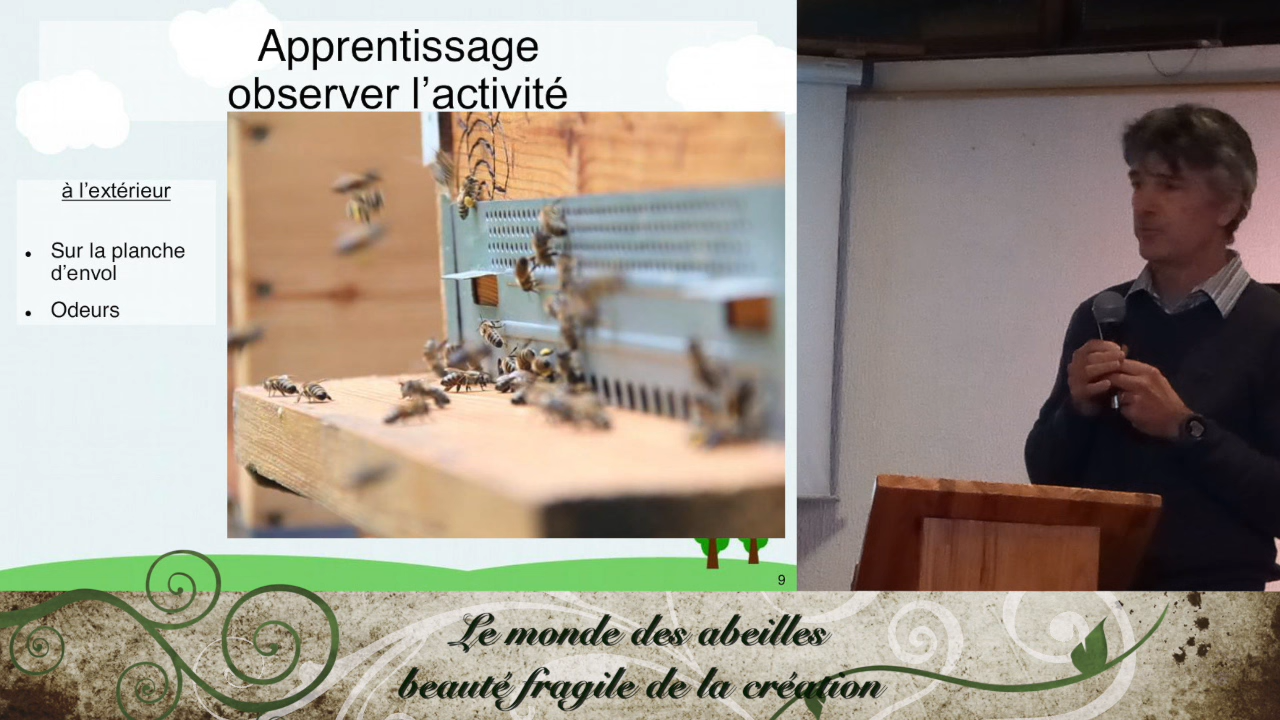 Apprentissage
observer l’activité
à l’extérieur
• Sur la planche
d’envol
• Odeurs
9
Le monde des abeilles
beauté fragile de la création